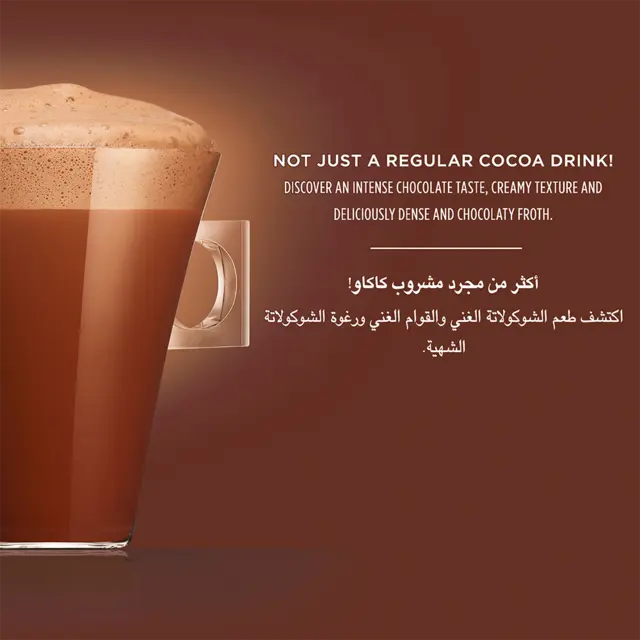 NOT JUST A REGULAR COCOA DRINK!
DISCOVER AN INTENSE CHOCOLATE TASTE, CREAMY TEXTURE AND
DELICIOUSLY DENSE AND CHOCOLATY FROTH.
أكثر من مجرد مشروب كاكاو!
اكتشف طعم الشوكولاتة الغني والقوام الغني ورغوة الشوكولاتة
الشهية.